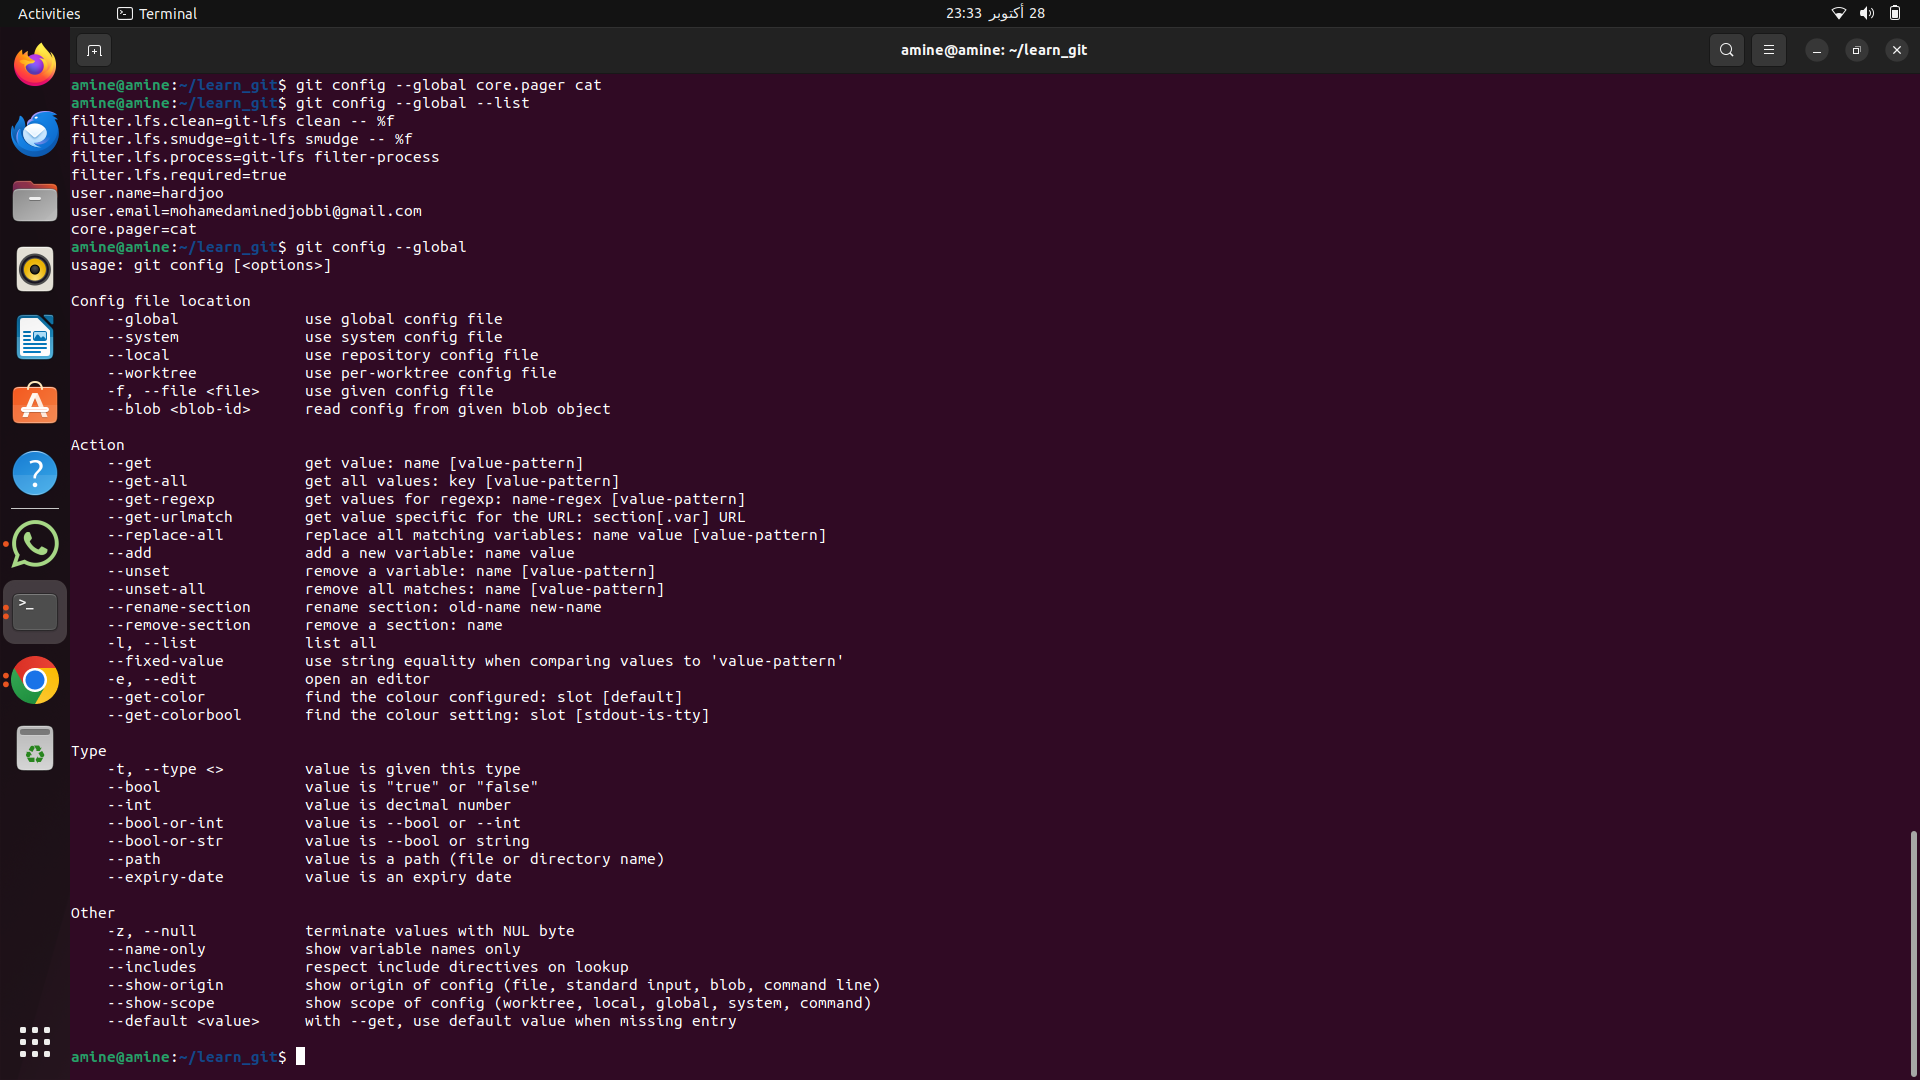 Activities
Terminal
28 أكتوبر 23:33
amine@amine: ~/learn_git
amine@amine:~/learn_git$ git config --global core.pager cat
amine@amine:~/learn_git$ git config --global --list
filter.lfs.clean=git-lfs clean -- %f
filter.lfs.smudge=git-lfs smudge -- %f
filter.lfs.process=git-lfs filter-process
filter.lfs.required=true
user.name=hardjoo
user.email=mohamedaminedjobbi@gmail.com
core.pager=cat
amine@amine:~/learn_git$ git config --global
usage: git config [<options>]

Config file location
    --global              use global config file
    --system              use system config file
    --local               use repository config file
    --worktree            use per-worktree config file
    -f, --file <file>     use given config file
    --blob <blob-id>      read config from given blob object

Action
    --get                 get value: name [value-pattern]
    --get-all             get all values: key [value-pattern]
    --get-regexp          get values for regexp: name-regex [value-pattern]
    --get-urlmatch        get value specific for the URL: section[.var] URL
    --replace-all         replace all matching variables: name value [value-pattern]
    --add                 add a new variable: name value
    --unset               remove a variable: name [value-pattern]
    --unset-all           remove all matches: name [value-pattern]
    --rename-section      rename section: old-name new-name
    --remove-section      remove a section: name
    -l, --list            list all
    --fixed-value         use string equality when comparing values to 'value-pattern'
    -e, --edit            open an editor
    --get-color           find the colour configured: slot [default]
    --get-colorbool       find the colour setting: slot [stdout-is-tty]

Type
    -t, --type <>         value is given this type
    --bool                value is "true" or "false"
    --int                 value is decimal number
    --bool-or-int         value is --bool or --int
    --bool-or-str         value is --bool or string
    --path                value is a path (file or directory name)
    --expiry-date         value is an expiry date

Other
    -z, --null            terminate values with NUL byte
    --name-only           show variable names only
    --includes            respect include directives on lookup
    --show-origin         show origin of config (file, standard input, blob, command line)
    --show-scope          show scope of config (worktree, local, global, system, command)
    --default <value>     with --get, use default value when missing entry

amine@amine:~/learn_git$